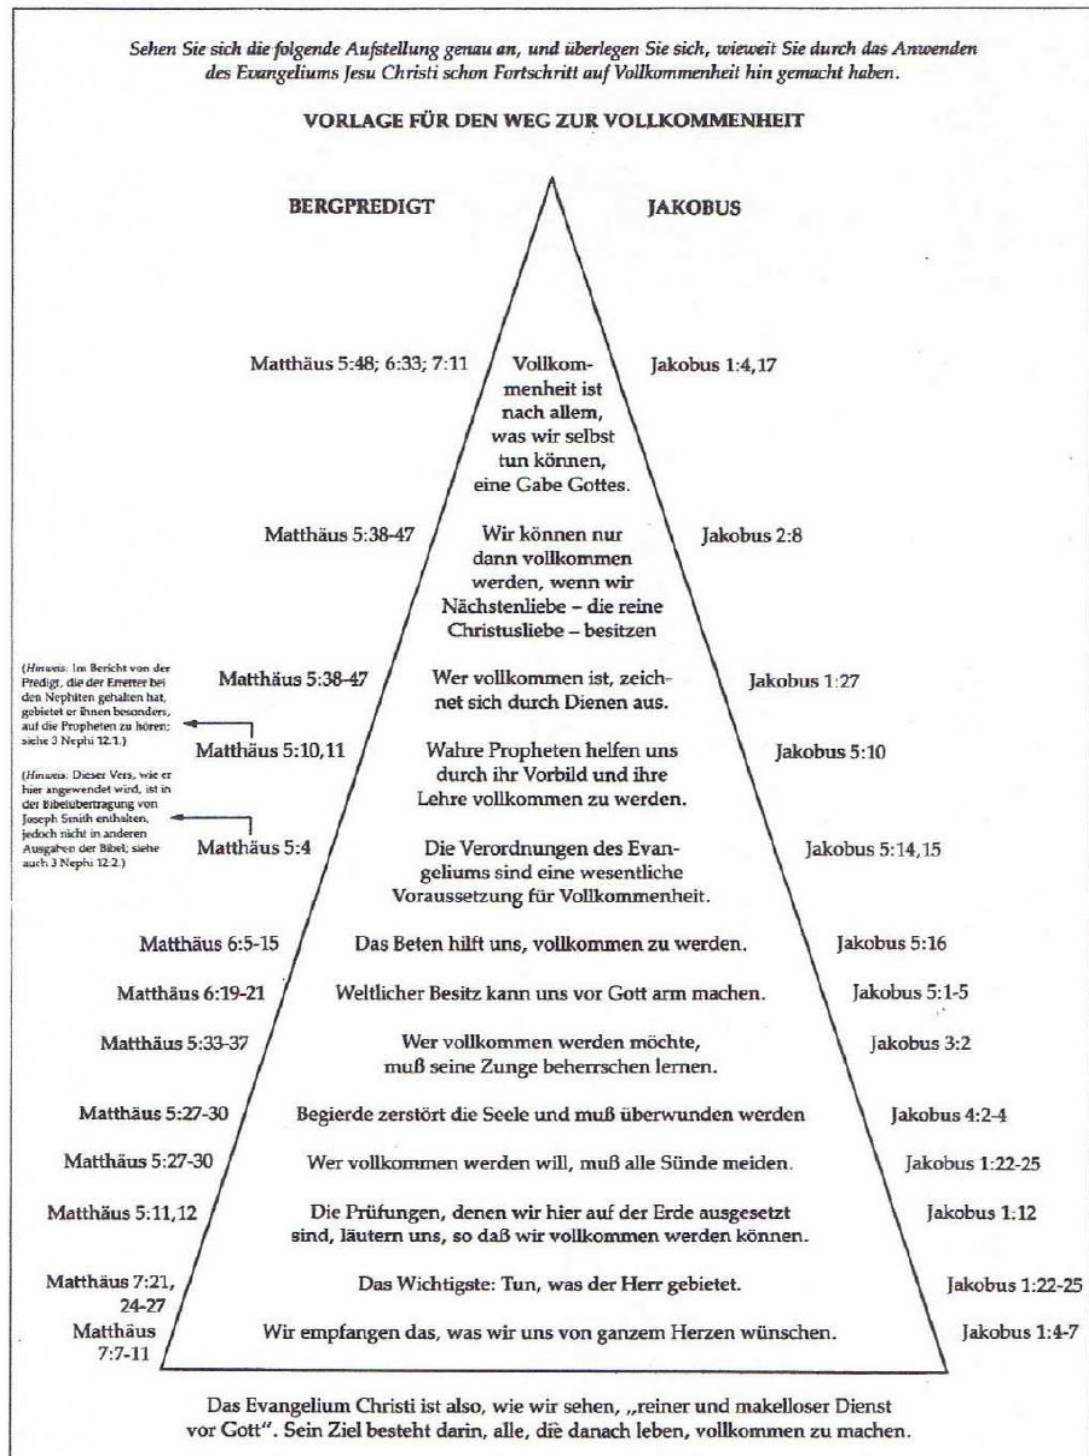 Sehen Sie sich die folgende Aufstellung genau an, und überlegen Sie sich, wieweit Sie durch das Anwenden
des Evangeliums Jesu Christi schon Fortschritt auf Vollkommenheit hin gemacht haben.
VORLAGE FÜR DEN WEG ZUR VOLLKOMMENHEIT
BERGPREDIGT
JAKOBUS
Matthäus 5:48; 6:33; 7:11
Vollkom-
menheit ist
nach allem,
was wir selbst
tun können,
eine Gabe Gottes.
Jakobus 1:4,17
Matthäus 5:38-47
Wir können nur
dann vollkommen
werden, wenn wir
Nächstenliebe – die reine
Christusliebe – besitzen
Jakobus 2:8
Matthäus 5:38-47
Wer vollkommen ist, zeich-
net sich durch Dienen aus.
Jakobus 1:27
(Hinweis: Im Bericht von der
Predigt, die der Erretter bei
den Nephiten gehalten hat,
gebietet er ihnen besonders,
auf die Propheten zu hören;
siehe 3 Nephi 12:1.)
Matthäus 5:10,11
Wahre Propheten helfen uns
durch ihr Vorbild und ihre
Lehre vollkommen zu werden.
Jakobus 5:10
(Hinweis: Dieser Vers, wie er
hier angewendet wird, ist in
der Bibelübertragung von
Joseph Smith enthalten,
jedoch nicht in anderen
Ausgaben der Bibel; siehe
auch 3 Nephi 12:2.)
Matthäus 5:4
Die Verordnungen des Evan-
geliums sind eine wesentliche
Voraussetzung für Vollkommenheit.
Jakobus 5:14,15
Matthäus 6:5-15
Das Beten hilft uns, vollkommen zu werden.
Jakobus 5:16
Matthäus 6:19-21
Weltlicher Besitz kann uns vor Gott arm machen.
Jakobus 5:1-5
Matthäus 5:33-37
Wer vollkommen werden möchte,
muß seine Zunge beherrschen lernen.
Jakobus 3:2
Matthäus 5:27-30
Begierde zerstört die Seele und muß überwunden werden
Jakobus 4:2-4
Matthäus 5:27-30
Wer vollkommen werden will, muß alle Sünde meiden.
Jakobus 1:22-25
Matthäus 5:11,12
Die Prüfungen, denen wir hier auf der Erde ausgesetzt
sind, läutern uns, so daß wir vollkommen werden können.
Jakobus 1:12
Matthäus 7:21,
24-27
Das Wichtigste: Tun, was der Herr gebietet.
Jakobus 1:22-25
Matthäus
7:7-11
Wir empfangen das, was wir uns von ganzem Herzen wünschen.
Jakobus 1:4-7
Das Evangelium Christi ist also, wie wir sehen, „reiner und makelloser Dienst
vor Gott“. Sein Ziel besteht darin, alle, die danach leben, vollkommen zu machen.